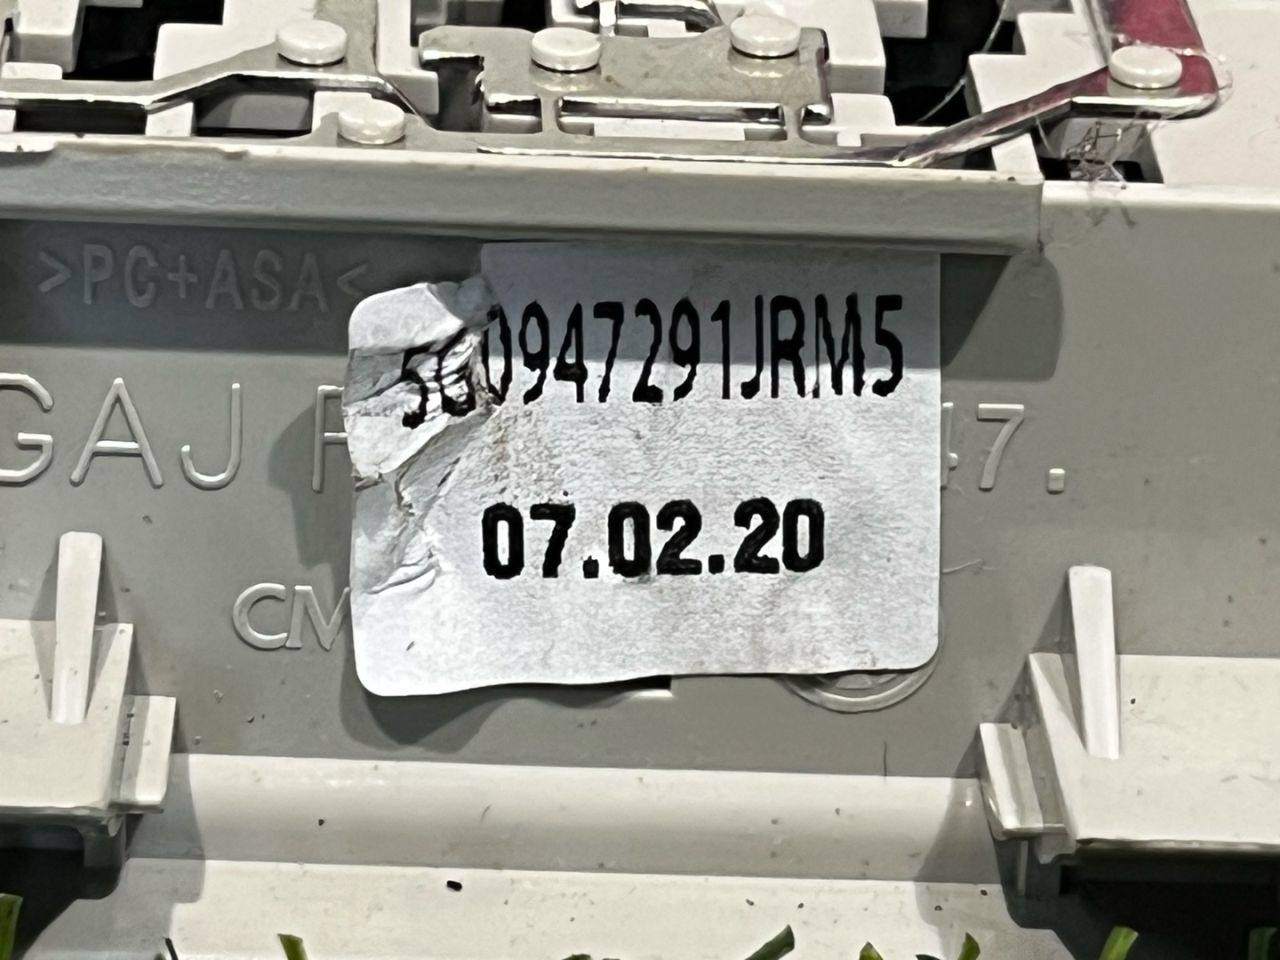 >PC+ASA<
5G0947291JRM5
GAJ
47.
07.02.20
CM